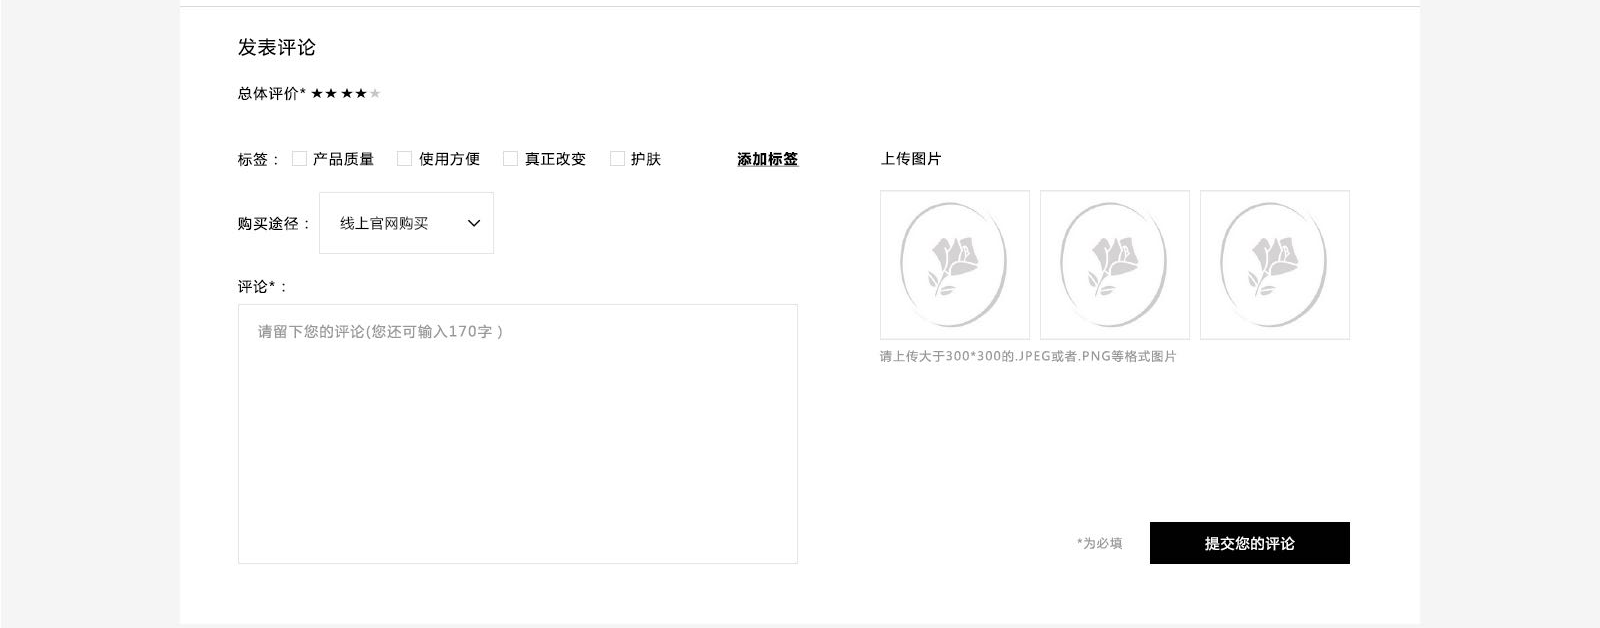 发表评论
总体评价* ★★★★★
标签： 产品质量 使用方便 真正改变 护肤 添加标签
购买途径： 线上官网购买
评论*：
请留下您的评论(您还可输入170字 )
上传图片
请上传大于300*300的.JPEG或者.PNG等格式图片
*为必填 提交您的评论